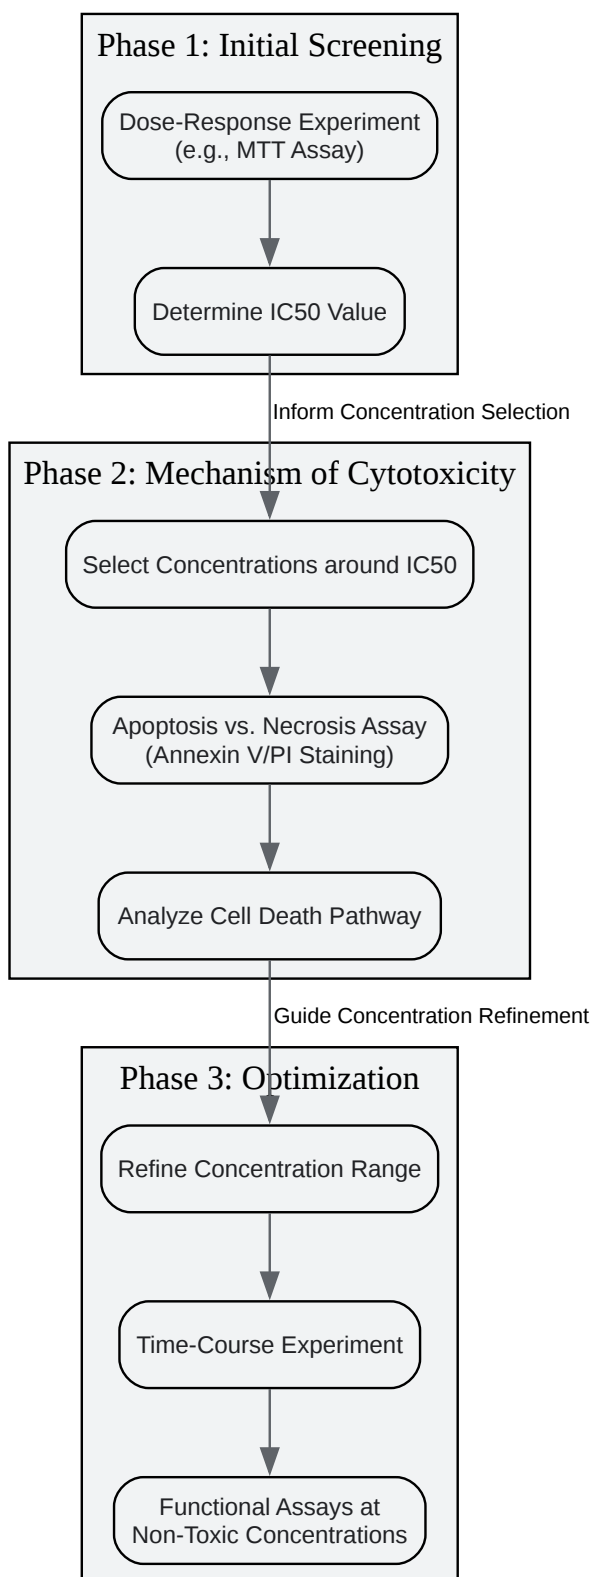 Phase 1: Initial Screening
Dose-Response Experiment
(e.g., MTT Assay)
Determine IC50 Value
Inform Concentration Selection
Phase 2: Mechanism of Cytotoxicity
Select Concentrations around IC50
Apoptosis vs. Necrosis Assay
(Annexin V/PI Staining)
Analyze Cell Death Pathway
Guide Concentration Refinement
Phase 3: Optimization
Refine Concentration Range
Time-Course Experiment
Functional Assays at
Non-Toxic Concentrations